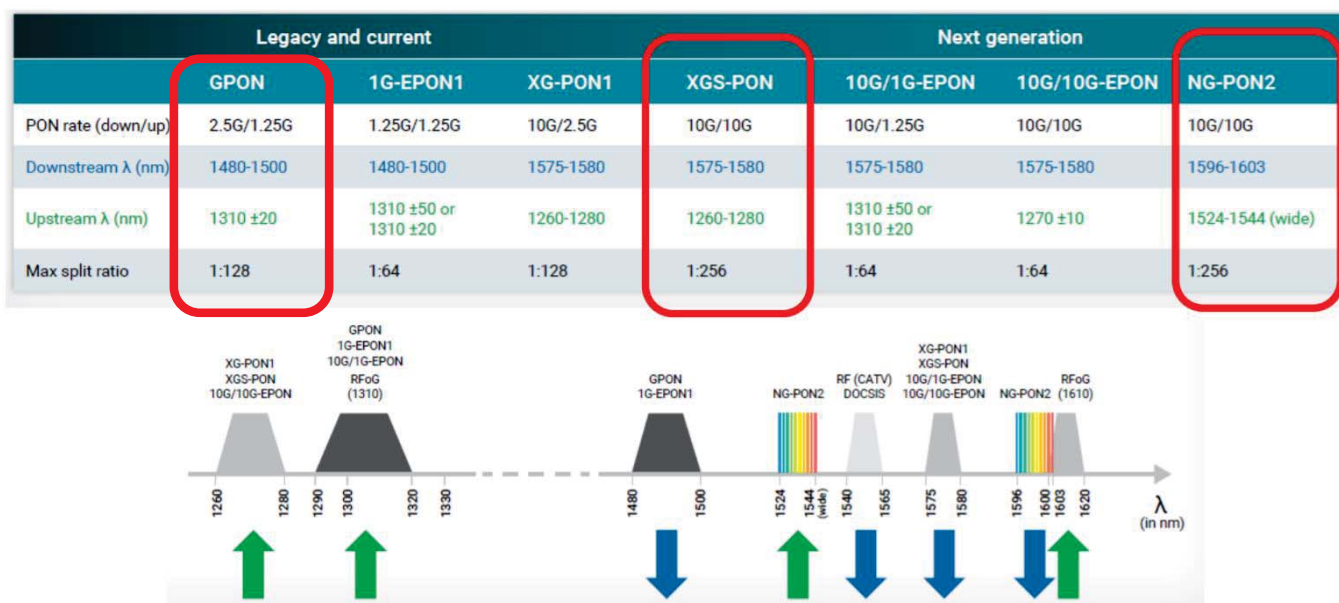 Legacy and current Next generation
GPON 1G-EPON1 XG-PON1 XGS-PON 10G/1G-EPON 10G/10G-EPON NG-PON2
PON rate (down/up) 2.5G/1.25G 1.25G/1.25G 10G/2.5G 10G/10G 10G/1.25G 10G/10G 10G/10G
Downstream λ (nm) 1480-1500 1480-1500 1575-1580 1575-1580 1575-1580 1575-1580 1596-1603
Upstream λ (nm) 1310 ±20 1310 ±50 or 1260-1280 1260-1280 1310 ±50 or 1270 ±10 1524-1544 (wide)
1310 ±20 1310 ±20
Max split ratio 1:128 1:64 1:128 1:256 1:64 1:64 1:256
XG-PON1
XGS-PON
10G/10G-EPON
GPON
1G-EPON1
10G/1G-EPON
RFoG
(1310)
GPON
1G-EPON1
NG-PON2
RF (CATV)
DOCSIS
XG-PON1
XGS-PON
10G/1G-EPON
10G/10G-EPON
NG-PON2
RFoG
(1610)
1260 1280 1290 1300 1320 1330 1480 1500 1524 1544 (wide) 1540 1565 1575 1580 1596 1600 1603 1620
λ
(in nm)